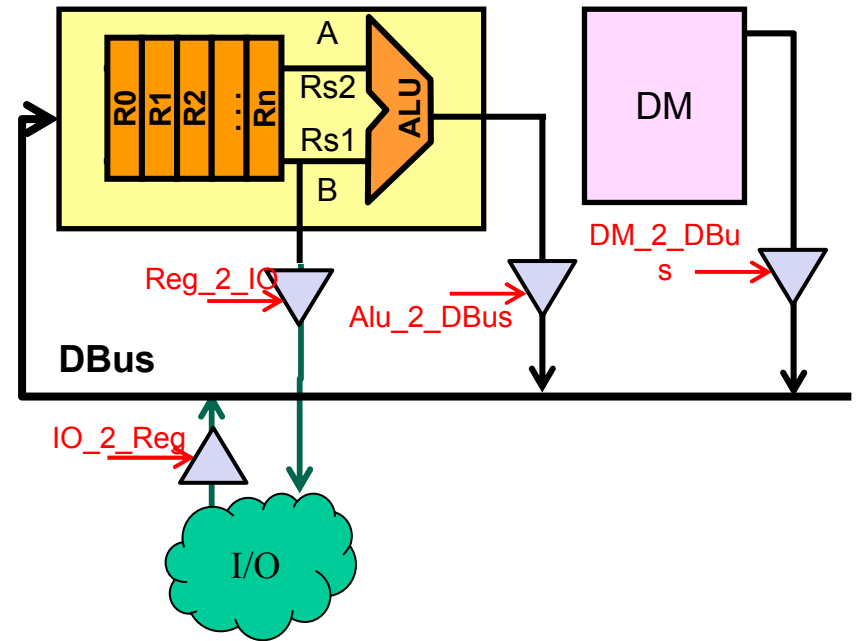 A
R0
R1
R2
...
Rn
Rs2
ALU
Rs1
B
DM
Reg_2_IO
Alu_2_DBus
DM_2_DBu
s
DBus
IO_2_Reg
I/O